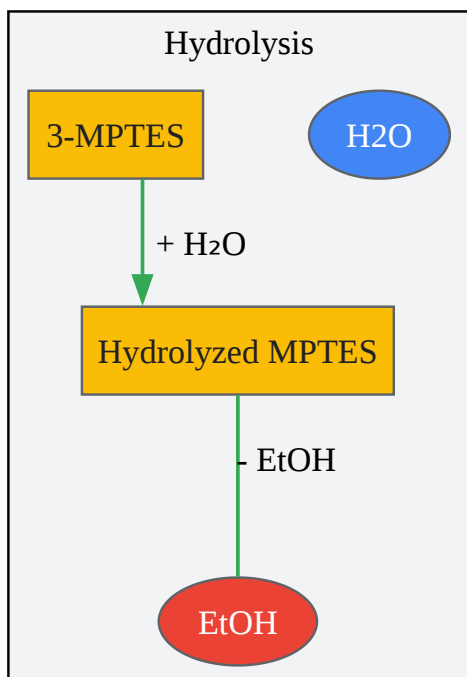 Hydrolysis
3-MPTES
H2O
+ H₂O
Hydrolyzed MPTES
- EtOH
EtOH